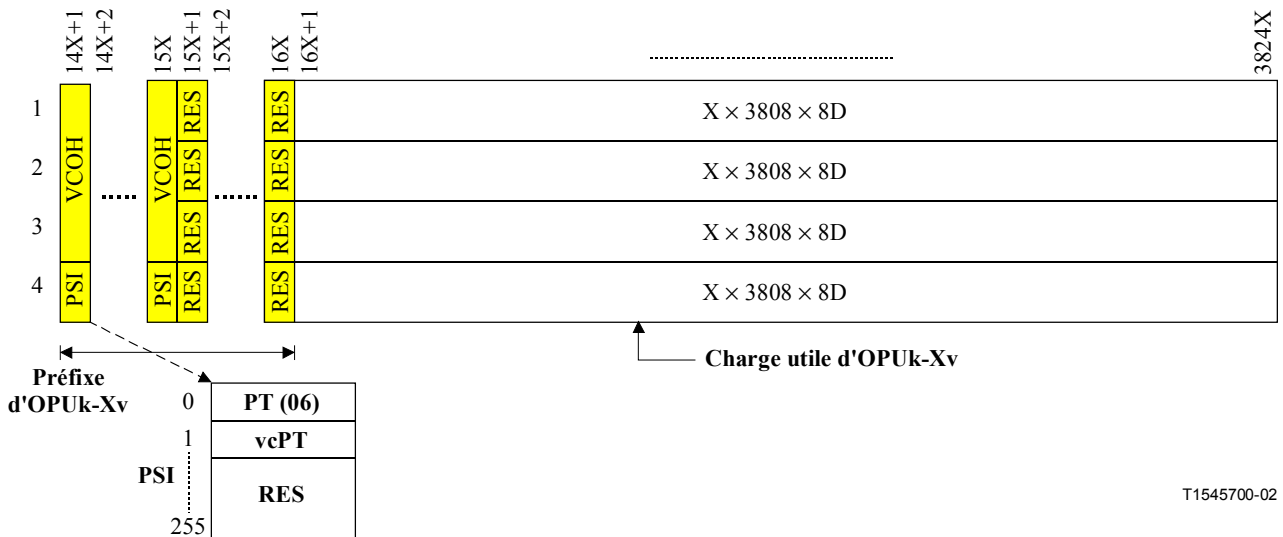 14X+1
14X+2
15X
15X+1
15X+2
16X
16X+1
3824X
1
VCOH
VCOH
RES
RES
X × 3808 × 8D
2
RES
RES
X × 3808 × 8D
3
RES
RES
X × 3808 × 8D
4
PSI
PSI
RES
RES
X × 3808 × 8D
Préfixe
d'OPUk-Xv
Charge utile d'OPUk-Xv
0
PT (06)
1
vcPT
PSI
RES
255
T1545700-02